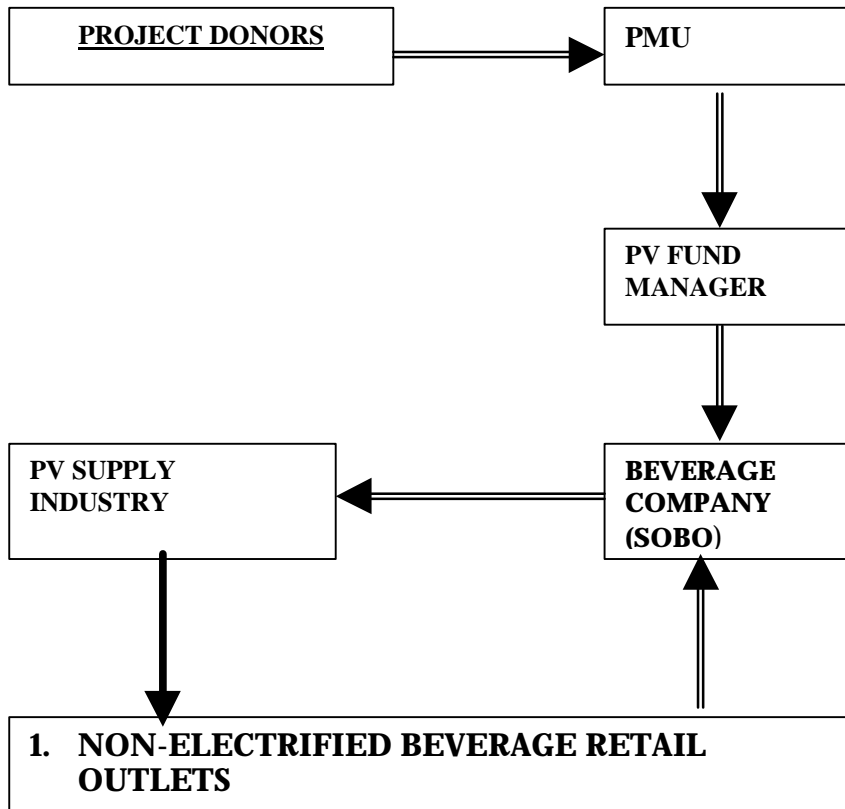 PROJECT DONORS
PMU
PV FUND
MANAGER
PV SUPPLY
INDUSTRY
BEVERAGE
COMPANY
(SOBO)
1. NON-ELECTRIFIED BEVERAGE RETAIL
OUTLETS